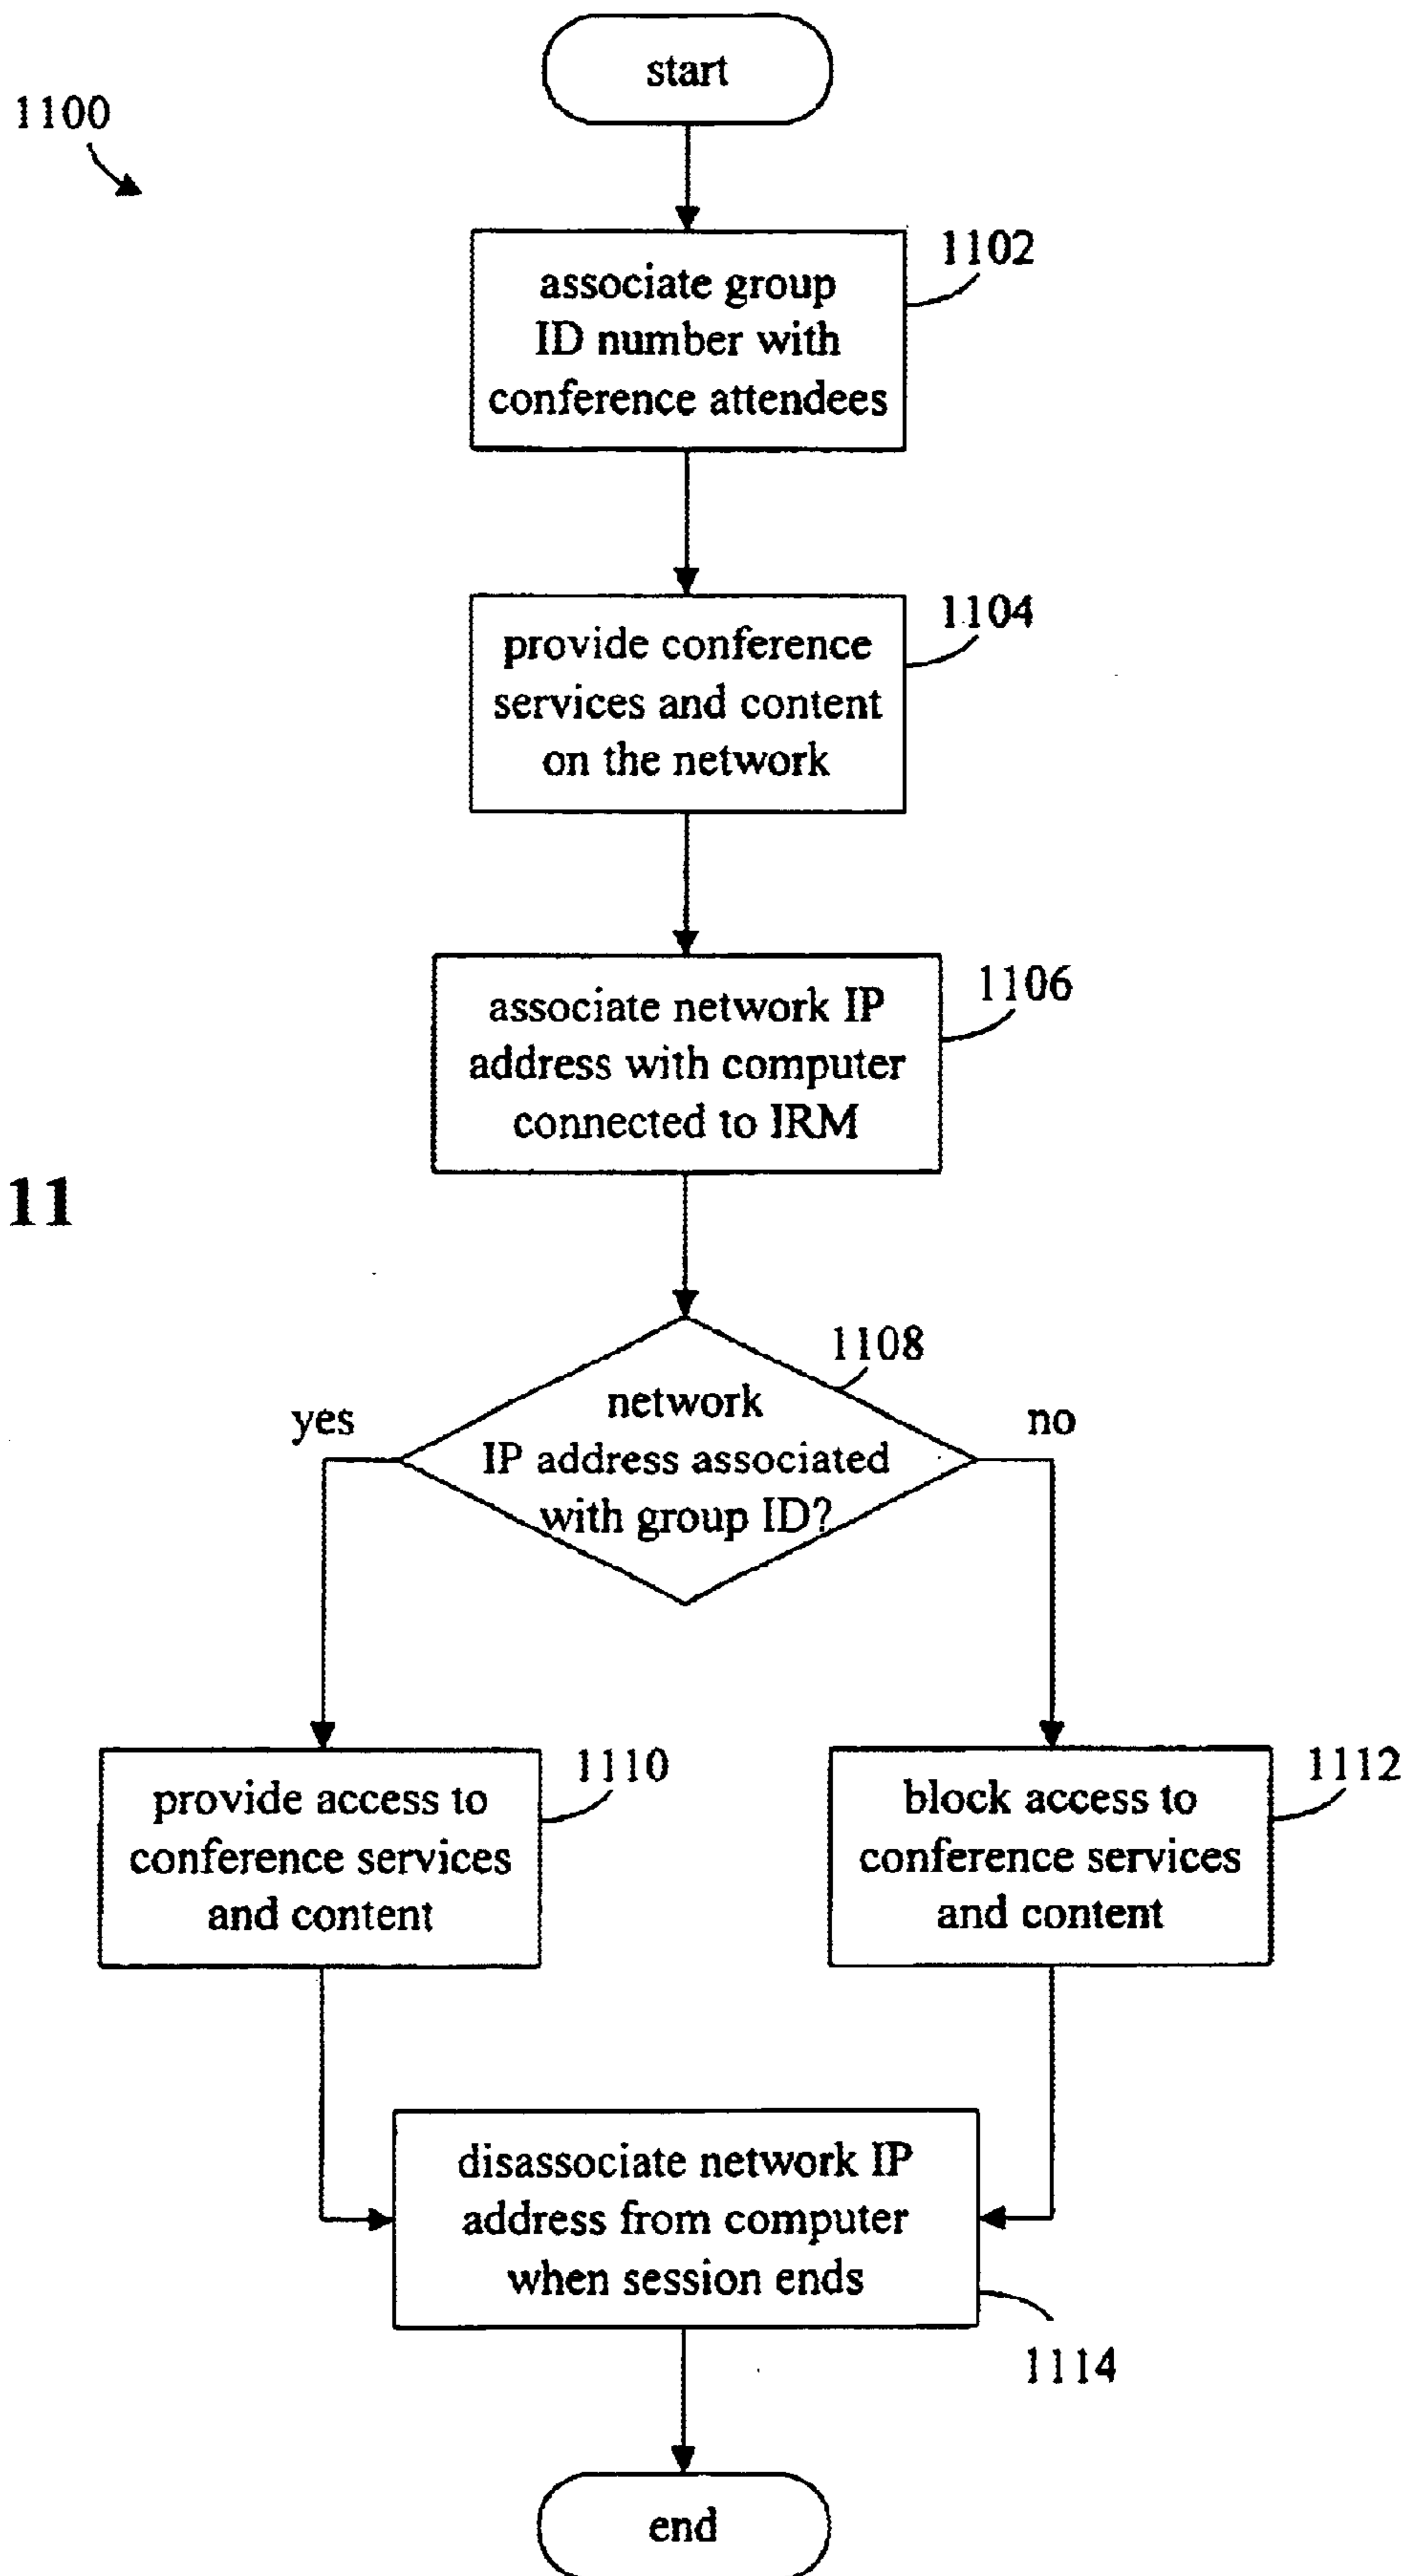 start
1100
1102
associate group
ID number with
conference attendees
1104
provide conference
services and content
on the network
1106
associate network IP
address with computer
connected to IRM
11
1108
network
IP address associated
with group ID?
yes
no
1110
provide access to
conference services
and content
1112
block access to
conference services
and content
disassociate network IP
address from computer
when session ends
1114
end